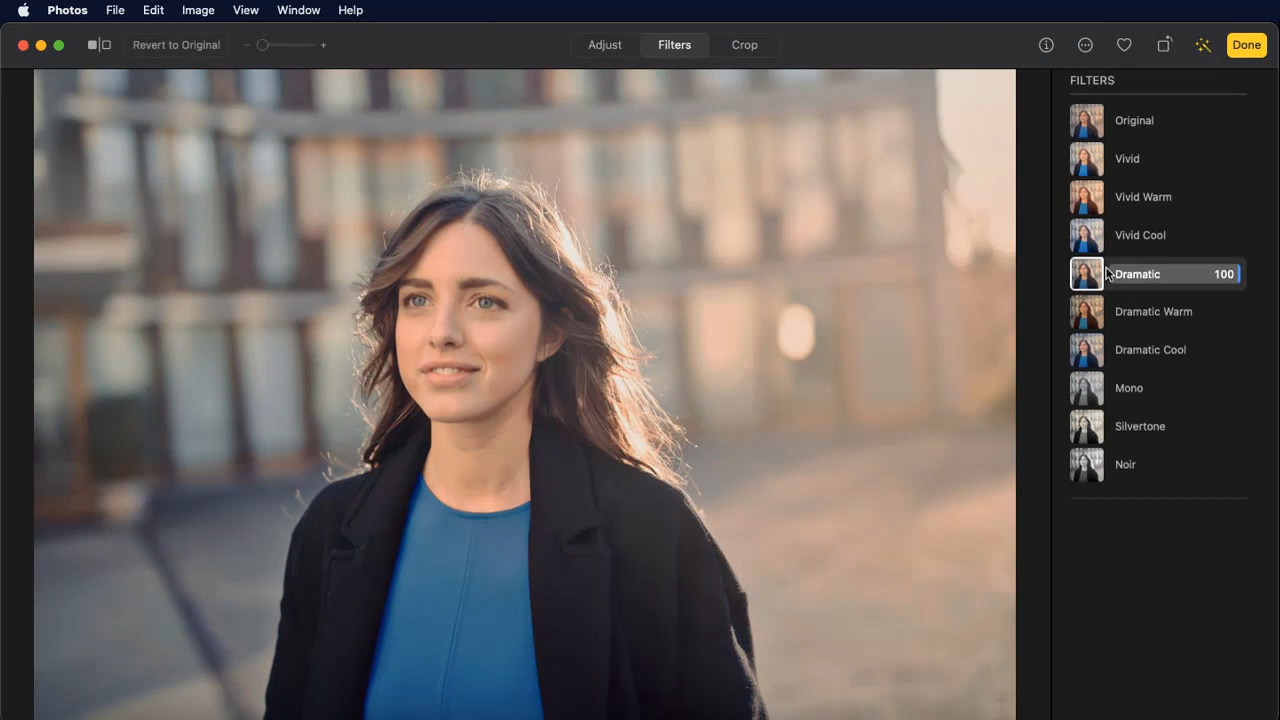 Photos File Edit Image View Window Help
Revert to Original − + Adjust Filters Crop Done
FILTERS
Original
Vivid
Vivid Warm
Vivid Cool
Dramatic 100
Dramatic Warm
Dramatic Cool
Mono
Silvertone
Noir